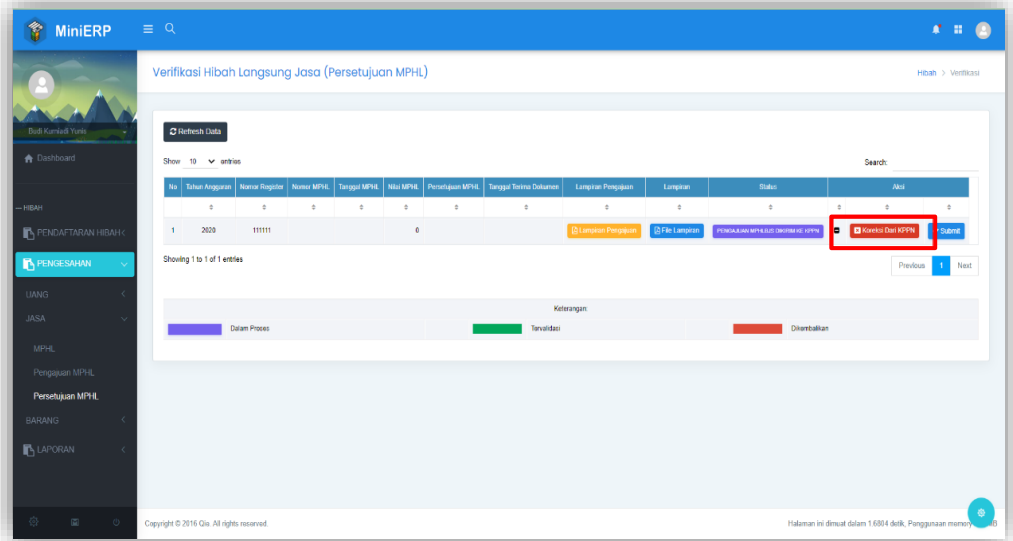 MiniERP
Verifikasi Hibah Langsung Jasa (Persetujuan MPHL)
Hibah > Verifikasi
Budi Kurniadi Yunis
Dashboard
— HIBAH
PENDAFTARAN HIBAH
PENGESAHAN
UANG
JASA
MPHL
Pengajuan MPHL
Persetujuan MPHL
BARANG
LAPORAN
Refresh Data
Show 10 entries
Search:
No Tahun Anggaran Nomor Register Nomor MPHL Tanggal MPHL Nilai MPHL Persetujuan MPHL Tanggal Terima Dokumen Lampiran Pengajuan Lampiran Status Aksi
1 2020 111111 0 Lampiran Pengajuan File Lampiran PENGAJUAN MPHLBJS DIKIRIM KE KPPN Koreksi Dari KPPN Submit
Showing 1 to 1 of 1 entries
Previous 1 Next
Keterangan:
Dalam Proses Tervalidasi Dikembalikan
Copyright © 2016 Qie. All rights reserved.
Halaman ini dimuat dalam 1.6804 detik, Penggunaan memory